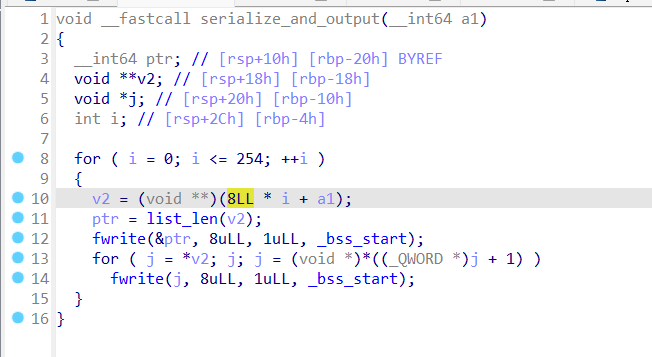 1 void __fastcall serialize_and_output(__int64 a1)
2 {
3 __int64 ptr; // [rsp+10h] [rbp-20h] BYREF
4 void **v2; // [rsp+18h] [rbp-18h]
5 void *j; // [rsp+20h] [rbp-10h]
6 int i; // [rsp+2Ch] [rbp-4h]
7
8 for ( i = 0; i <= 254; ++i )
9 {
10 v2 = (void **)(8LL * i + a1);
11 ptr = list_len(v2);
12 fwrite(&ptr, 8uLL, 1uLL, _bss_start);
13 for ( j = *v2; j; j = (void *)*((_QWORD *)j + 1) )
14 fwrite(j, 8uLL, 1uLL, _bss_start);
15 }
16 }